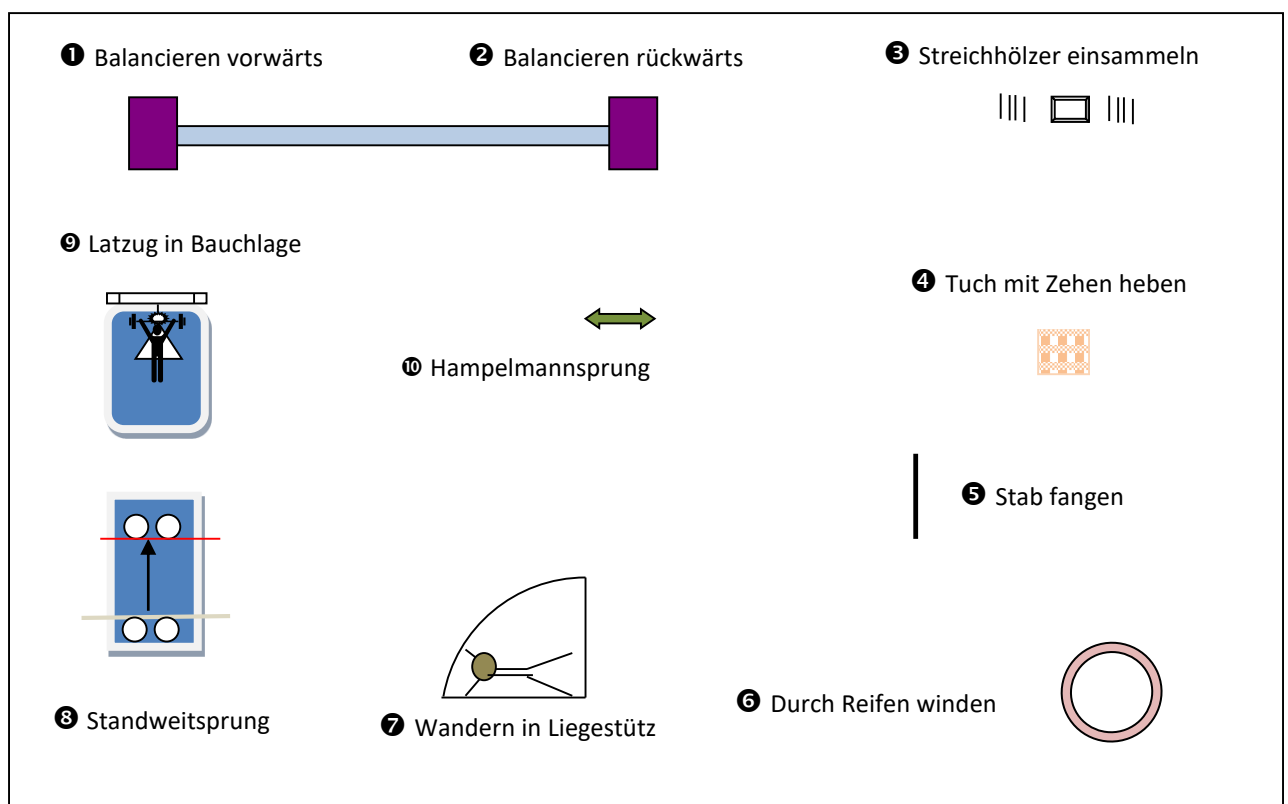 ❶ Balancieren vorwärts
❷ Balancieren rückwärts
❸ Streichhölzer einsammeln
❾ Latzug in Bauchlage
❹ Tuch mit Zehen heben
❿ Hampelmannsprung
❺ Stab fangen
❻ Durch Reifen winden
❽ Standweitsprung
❼ Wandern in Liegestütz